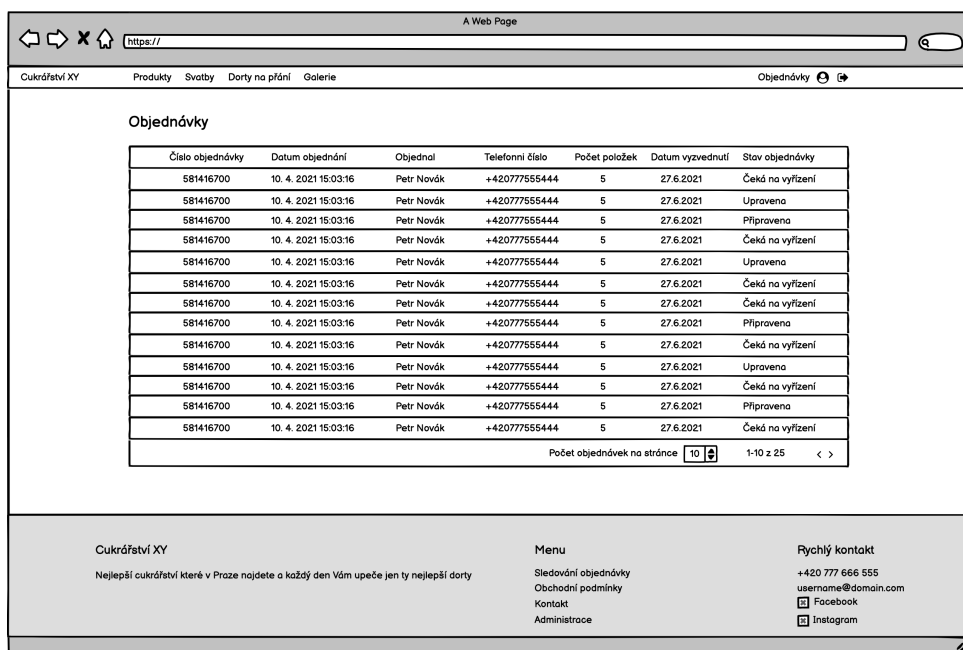 A Web Page
https://
Cukrářství XY Produkty Svatby Dorty na přání Galerie Objednávky
Objednávky
Číslo objednávky Datum objednání Objednal Telefonni číslo Počet položek Datum vyzvednutí Stav objednávky
581416700 10. 4. 2021 15:03:16 Petr Novák +420777555444 5 27.6.2021 Čeká na vyřízení
581416700 10. 4. 2021 15:03:16 Petr Novák +420777555444 5 27.6.2021 Upravena
581416700 10. 4. 2021 15:03:16 Petr Novák +420777555444 5 27.6.2021 Připravena
581416700 10. 4. 2021 15:03:16 Petr Novák +420777555444 5 27.6.2021 Čeká na vyřízení
581416700 10. 4. 2021 15:03:16 Petr Novák +420777555444 5 27.6.2021 Upravena
581416700 10. 4. 2021 15:03:16 Petr Novák +420777555444 5 27.6.2021 Čeká na vyřízení
581416700 10. 4. 2021 15:03:16 Petr Novák +420777555444 5 27.6.2021 Čeká na vyřízení
581416700 10. 4. 2021 15:03:16 Petr Novák +420777555444 5 27.6.2021 Připravena
581416700 10. 4. 2021 15:03:16 Petr Novák +420777555444 5 27.6.2021 Čeká na vyřízení
581416700 10. 4. 2021 15:03:16 Petr Novák +420777555444 5 27.6.2021 Upravena
581416700 10. 4. 2021 15:03:16 Petr Novák +420777555444 5 27.6.2021 Čeká na vyřízení
581416700 10. 4. 2021 15:03:16 Petr Novák +420777555444 5 27.6.2021 Připravena
581416700 10. 4. 2021 15:03:16 Petr Novák +420777555444 5 27.6.2021 Čeká na vyřízení
Počet objednávek na stránce 10 1-10 z 25 < >
Cukrářství XY
Nejlepší cukrářství které v Praze najdete a každý den Vám upeče jen ty nejlepší dorty
Menu
Sledování objednávky
Obchodní podmínky
Kontakt
Administrace
Rychlý kontakt
+420 777 666 555
username@domain.com
Facebook
Instagram